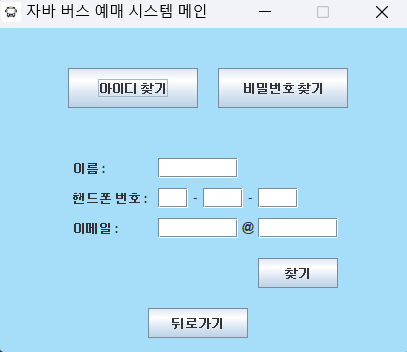 자바 버스 예매 시스템 메인
아이디 찾기 비밀번호 찾기
이름 :
핸드폰 번호 : - -
이메일 : @
찾기
뒤로가기